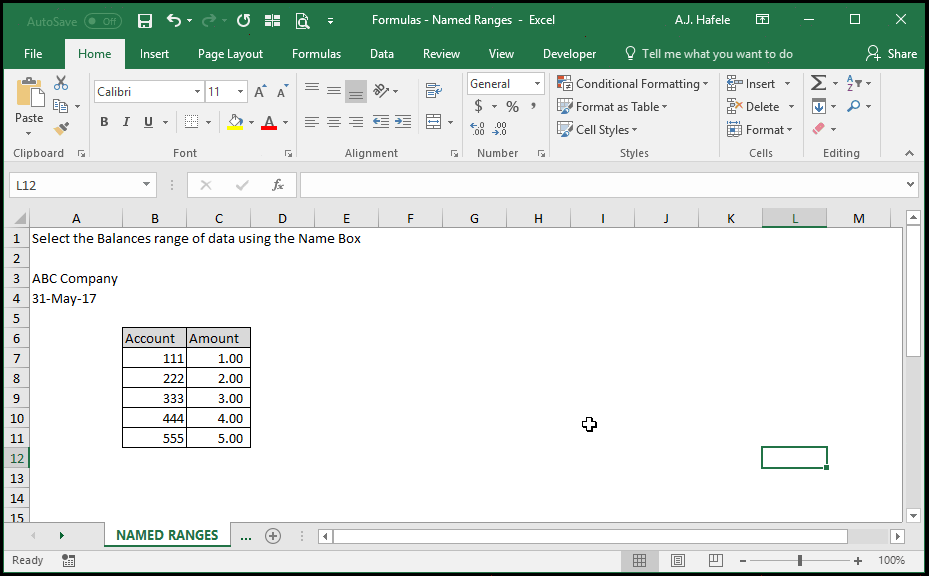 AutoSave Off Formulas - Named Ranges - Excel A.J. Hafele
File Home Insert Page Layout Formulas Data Review View Developer Tell me what you want to do Share
Paste
Calibri 11
A A
B I U A
General
$ % ,
.0 .00
.00 .0
Conditional Formatting
Format as Table
Cell Styles
Insert
Delete
Format
Σ A Z
Clipboard Font Alignment Number Styles Cells Editing
L12 fx
A B C D E F G H I J K L M
1 Select the Balances range of data using the Name Box
2
3 ABC Company
4 31-May-17
5
6 Account Amount
7 111 1.00
8 222 2.00
9 333 3.00
10 444 4.00
11 555 5.00
12
13
14
15
NAMED RANGES ...
Ready 100%